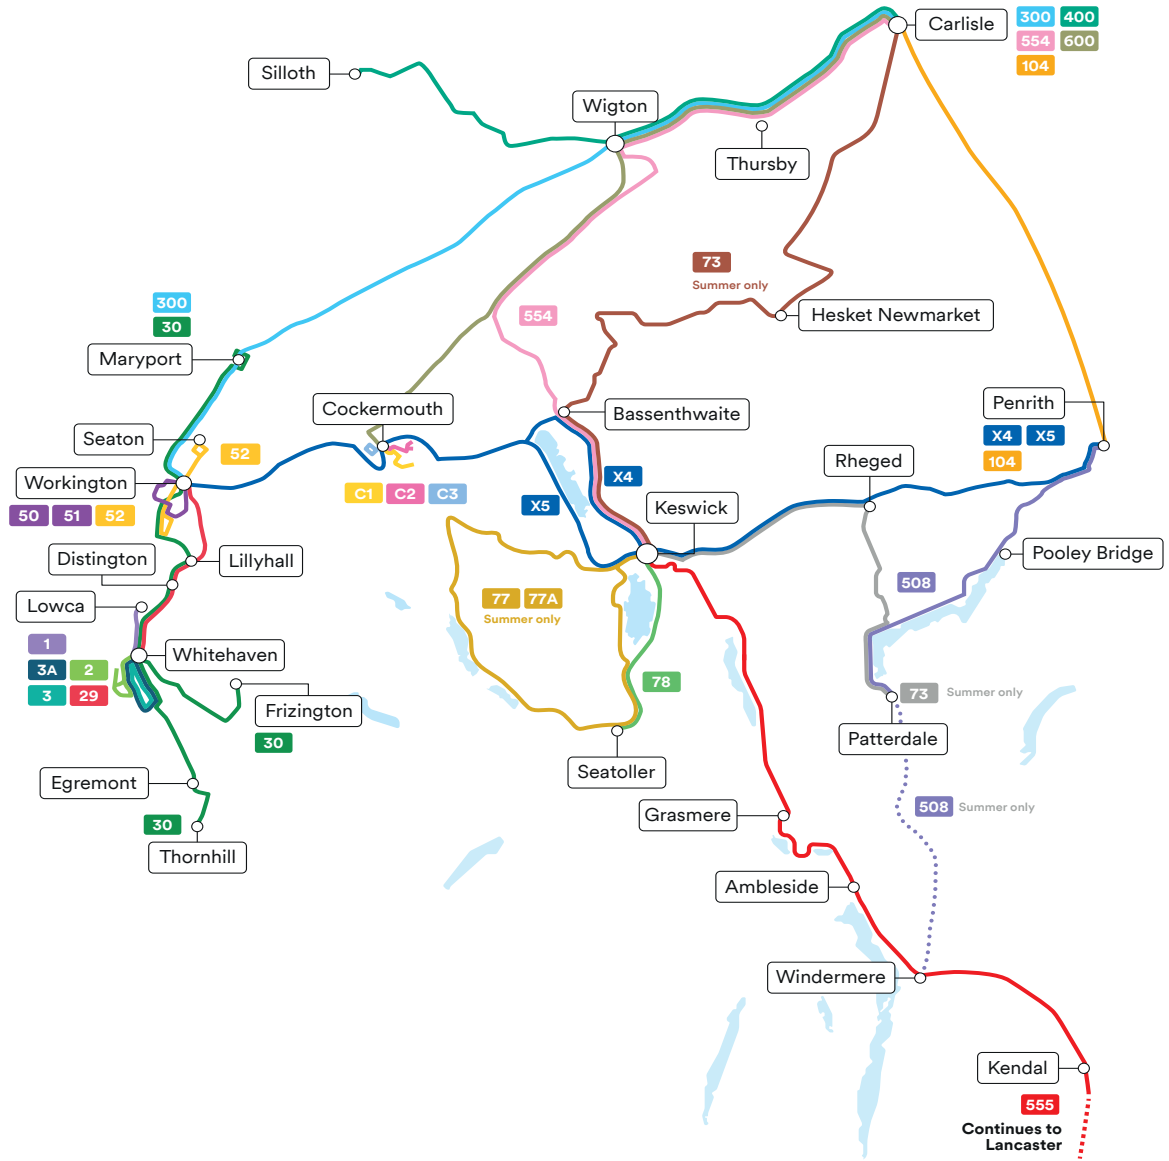 Carlisle
300 400
554 600
104
Silloth
Wigton
Thursby
73
Summer only
300
30
554
Hesket Newmarket
Maryport
Cockermouth
Bassenthwaite
Penrith
X4 X5
104
Seaton
52
Rheged
Workington
X4
C1 C2 C3
50 51 52
X5
Keswick
Distington
Lillyhall
Pooley Bridge
508
Lowca
77 77A
Summer only
1
3A 2
3 29
Whitehaven
78
73 Summer only
Frizington
30
Patterdale
Egremont
Seatoller
508 Summer only
30
Grasmere
Thornhill
Ambleside
Windermere
Kendal
555
Continues to
Lancaster